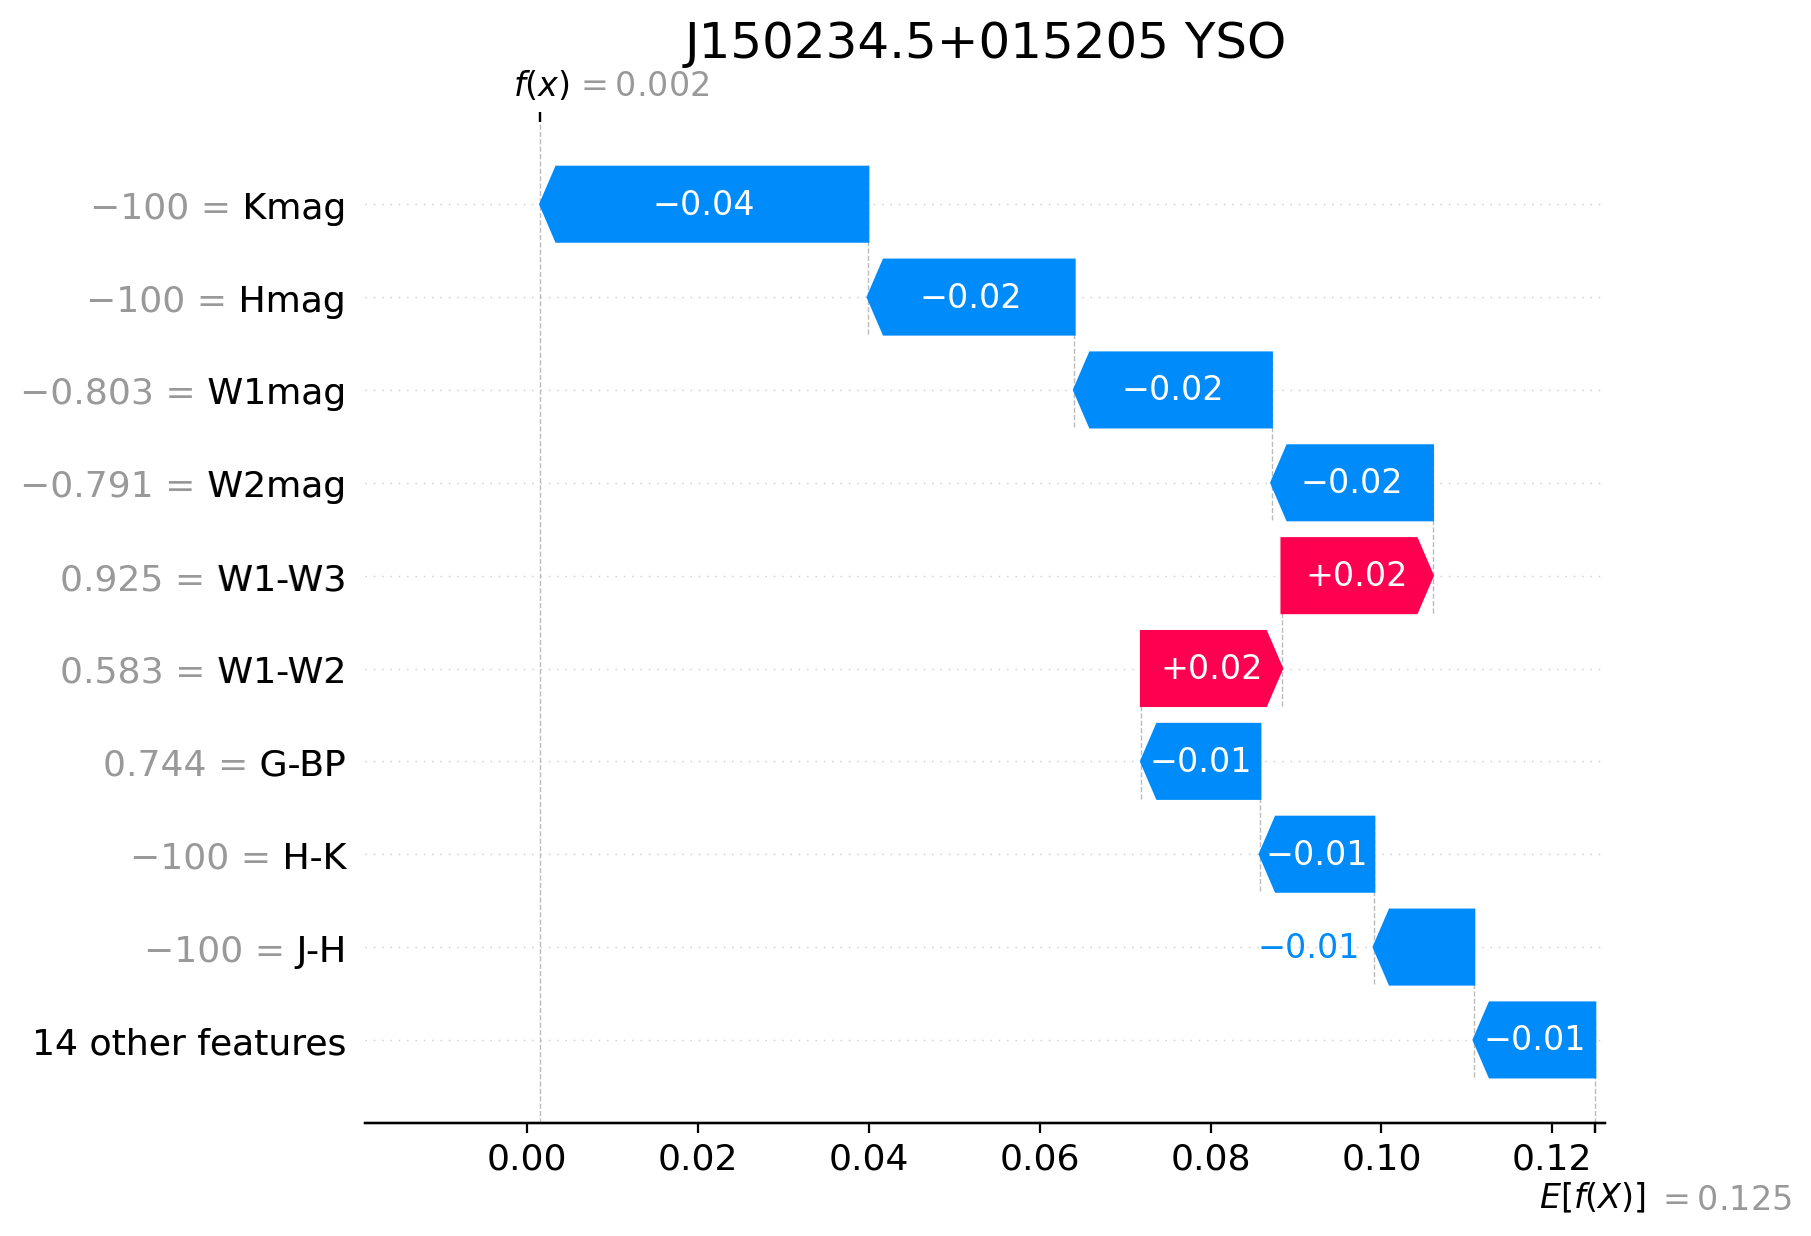 J150234.5+015205 YSO
f(x) = 0.002
−100 = Kmag
−0.04
−100 = Hmag
−0.02
−0.803 = W1mag
−0.02
−0.791 = W2mag
−0.02
0.925 = W1-W3
+0.02
0.583 = W1-W2
+0.02
0.744 = G-BP
−0.01
−100 = H-K
−0.01
−100 = J-H
−0.01
14 other features
−0.01
0.00 0.02 0.04 0.06 0.08 0.10 0.12
E[f(X)] = 0.125